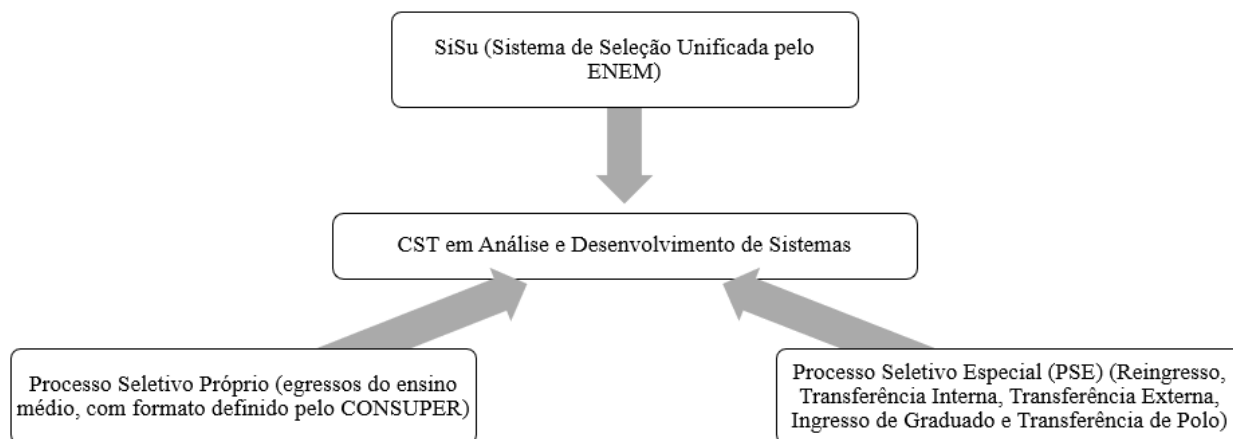 SiSu (Sistema de Seleção Unificada pelo
ENEM)
CST em Análise e Desenvolvimento de Sistemas
Processo Seletivo Próprio (egressos do ensino
médio, com formato definido pelo CONSUPER)
Processo Seletivo Especial (PSE) (Reingresso,
Transferência Interna, Transferência Externa,
Ingresso de Graduado e Transferência de Polo)